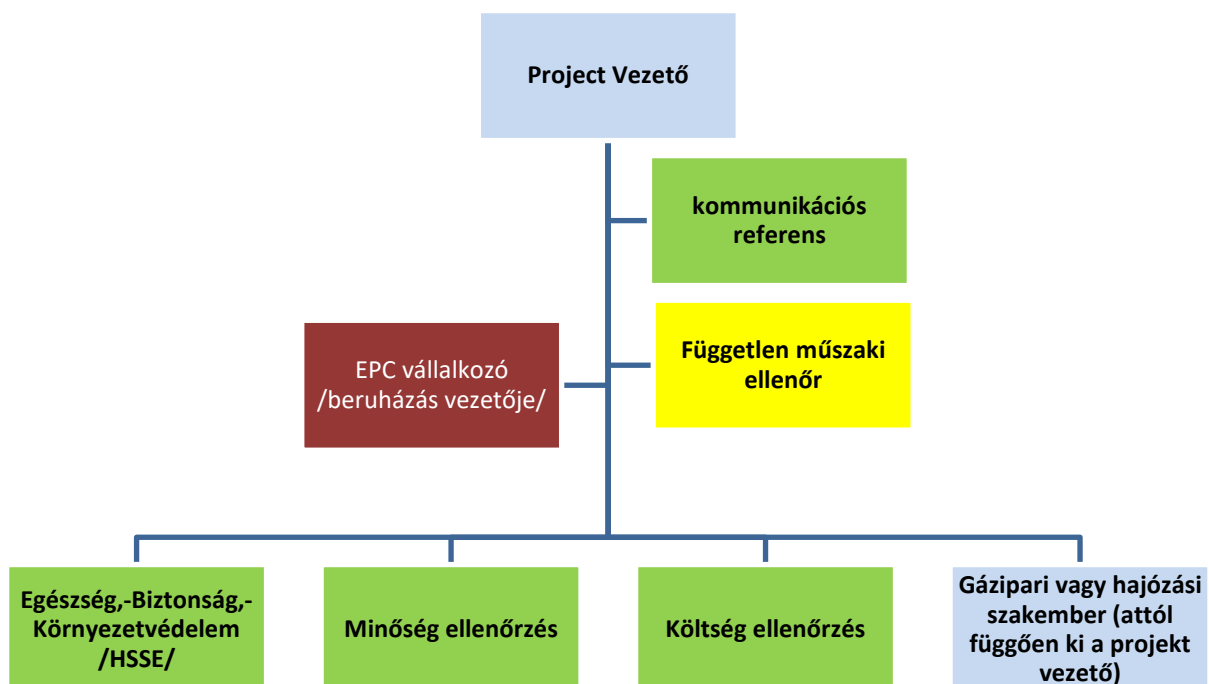 Project Vezető
kommunikációs
referens
EPC vállalkozó
/beruházás vezetője/
Független műszaki
ellenőr
Egészség,-Biztonság,-
Környezetvédelem
/HSSE/
Minőség ellenőrzés
Költség ellenőrzés
Gázipari vagy hajózási
szakember (attól
függően ki a projekt
vezető)